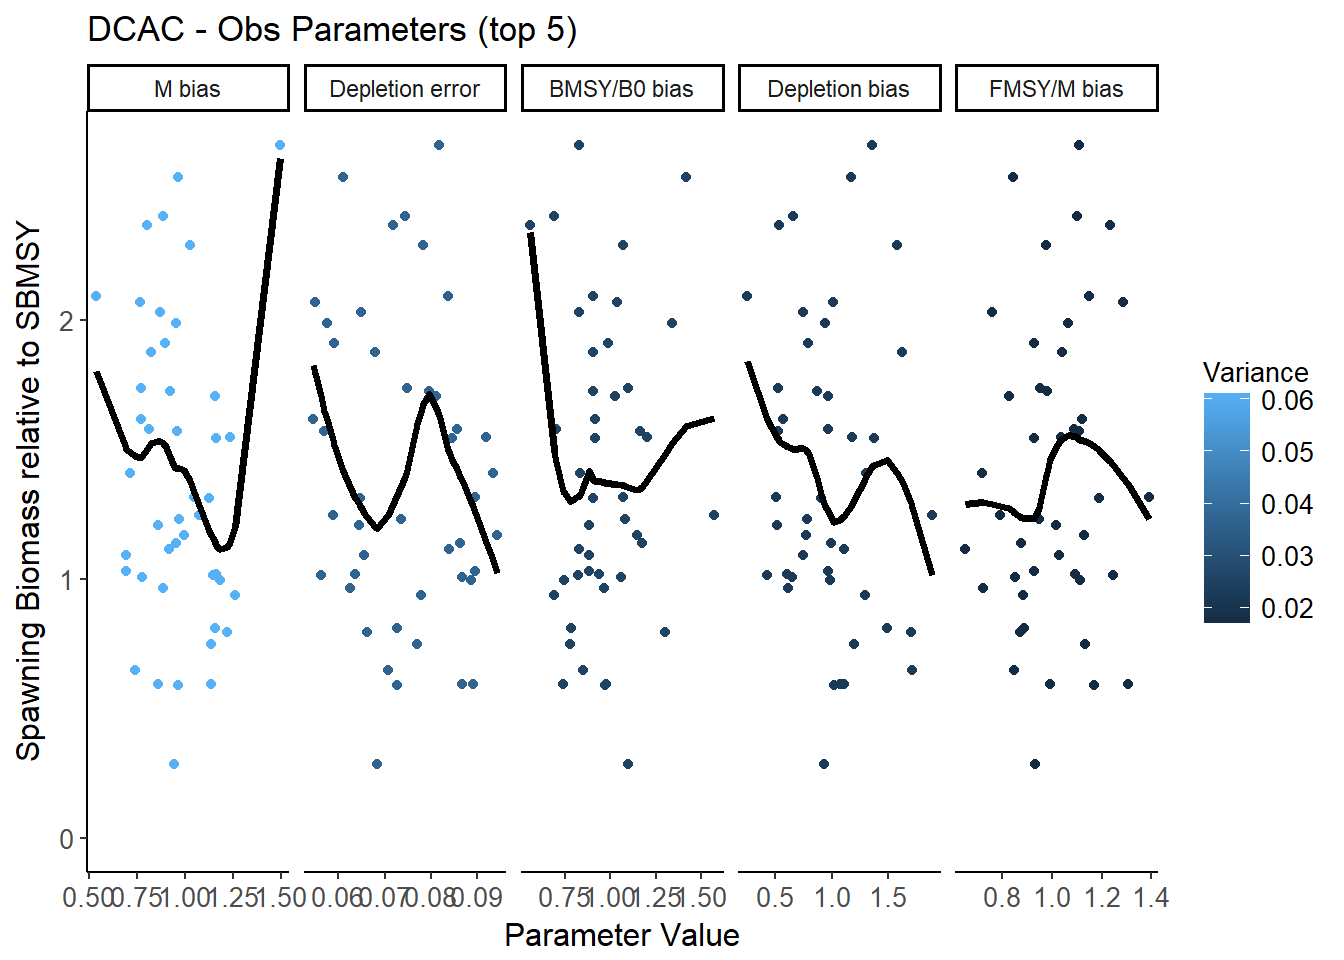 DCAC - Obs Parameters (top 5)
M bias
Depletion error
BMSY/B0 bias
Depletion bias
FMSY/M bias
Spawning Biomass relative to SBMSY
2
1
0
0.50 0.75 1.00 1.25 1.50
0.06 0.07 0.08 0.09
0.75 1.00 1.25 1.50
0.5 1.0 1.5
0.8 1.0 1.2 1.4
Parameter Value
Variance
0.06
0.05
0.04
0.03
0.02